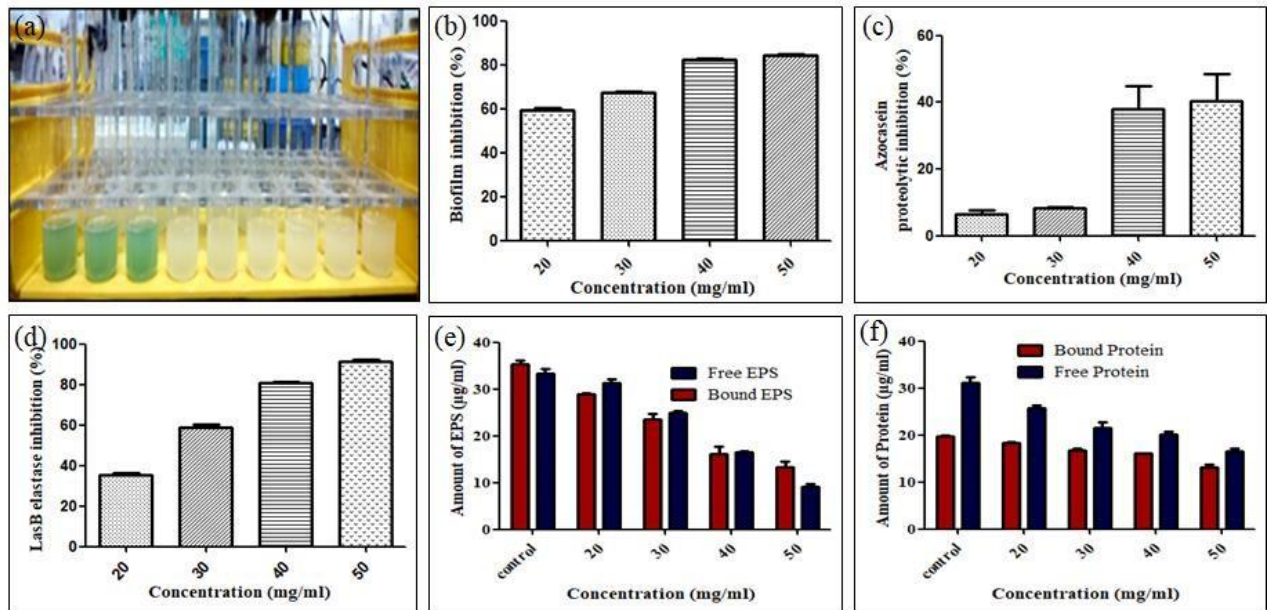 (a)
(b)
Biofilm inhibition (%)
100
80
60
40
20
0
20
30
40
50
Concentration (mg/ml)
(c)
Azocasein
proteolytic inhibition (%)
60
40
20
0
20
30
40
50
Concentration (mg/ml)
(d)
LasB elastase inhibition (%)
100
80
60
40
20
0
20
30
40
50
Concentration (mg/ml)
(e)
Amount of EPS (µg/ml)
40
30
20
10
0
Free EPS
Bound EPS
control
20
30
40
50
Concentration (mg/ml)
(f)
Amount of Protein (µg/ml)
40
30
20
10
0
Bound Protein
Free Protein
control
20
30
40
50
Concentration (mg/ml)